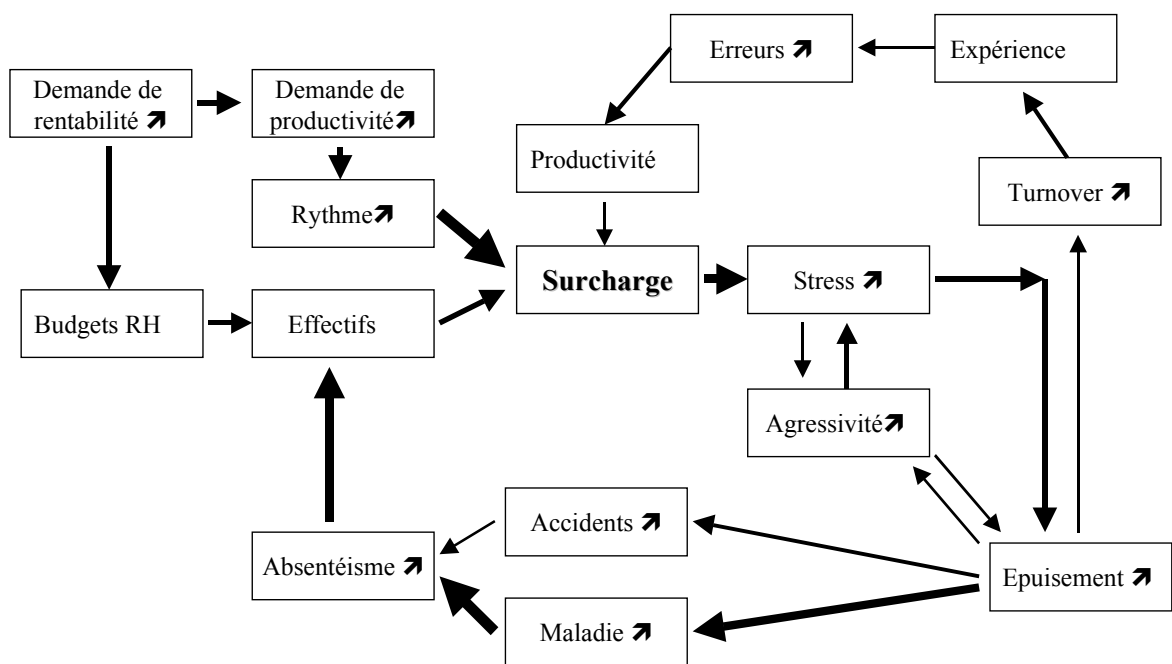 Erreurs ↗
Expérience
Demande de
rentabilité ↗
Demande de
productivité↗
Productivité
Turnover ↗
Rythme↗
Surcharge
Stress ↗
Budgets RH
Effectifs
Agressivité↗
Accidents ↗
Absentéisme ↗
Epuisement ↗
Maladie ↗